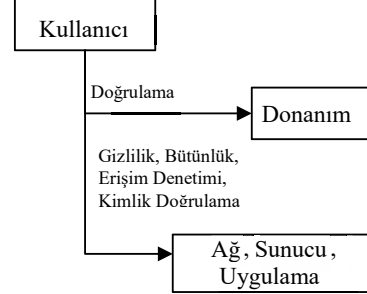 Kullanıcı
Doğrulama
Donanım
Gizlilik, Bütünlük,
Erişim Denetimi,
Kimlik Doğrulama
Ağ, Sunucu,
Uygulama